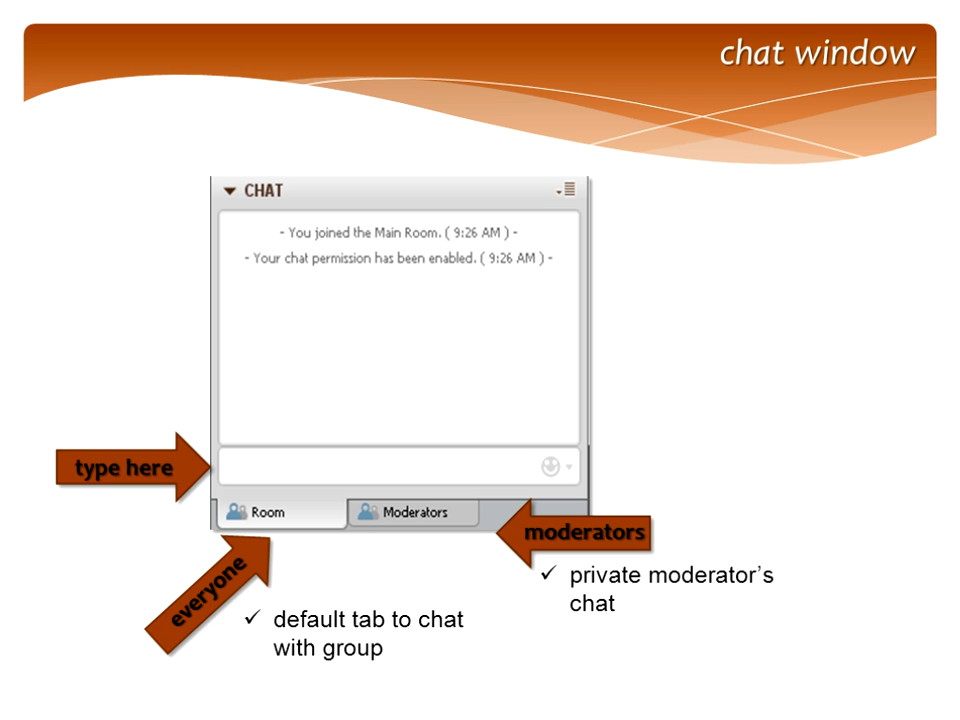 chat window
CHAT
- You joined the Main Room. ( 9:26 AM ) -
- Your chat permission has been enabled. ( 9:26 AM ) -
type here
Room
Moderators
moderators
private moderator's
chat
everyone
default tab to chat
with group